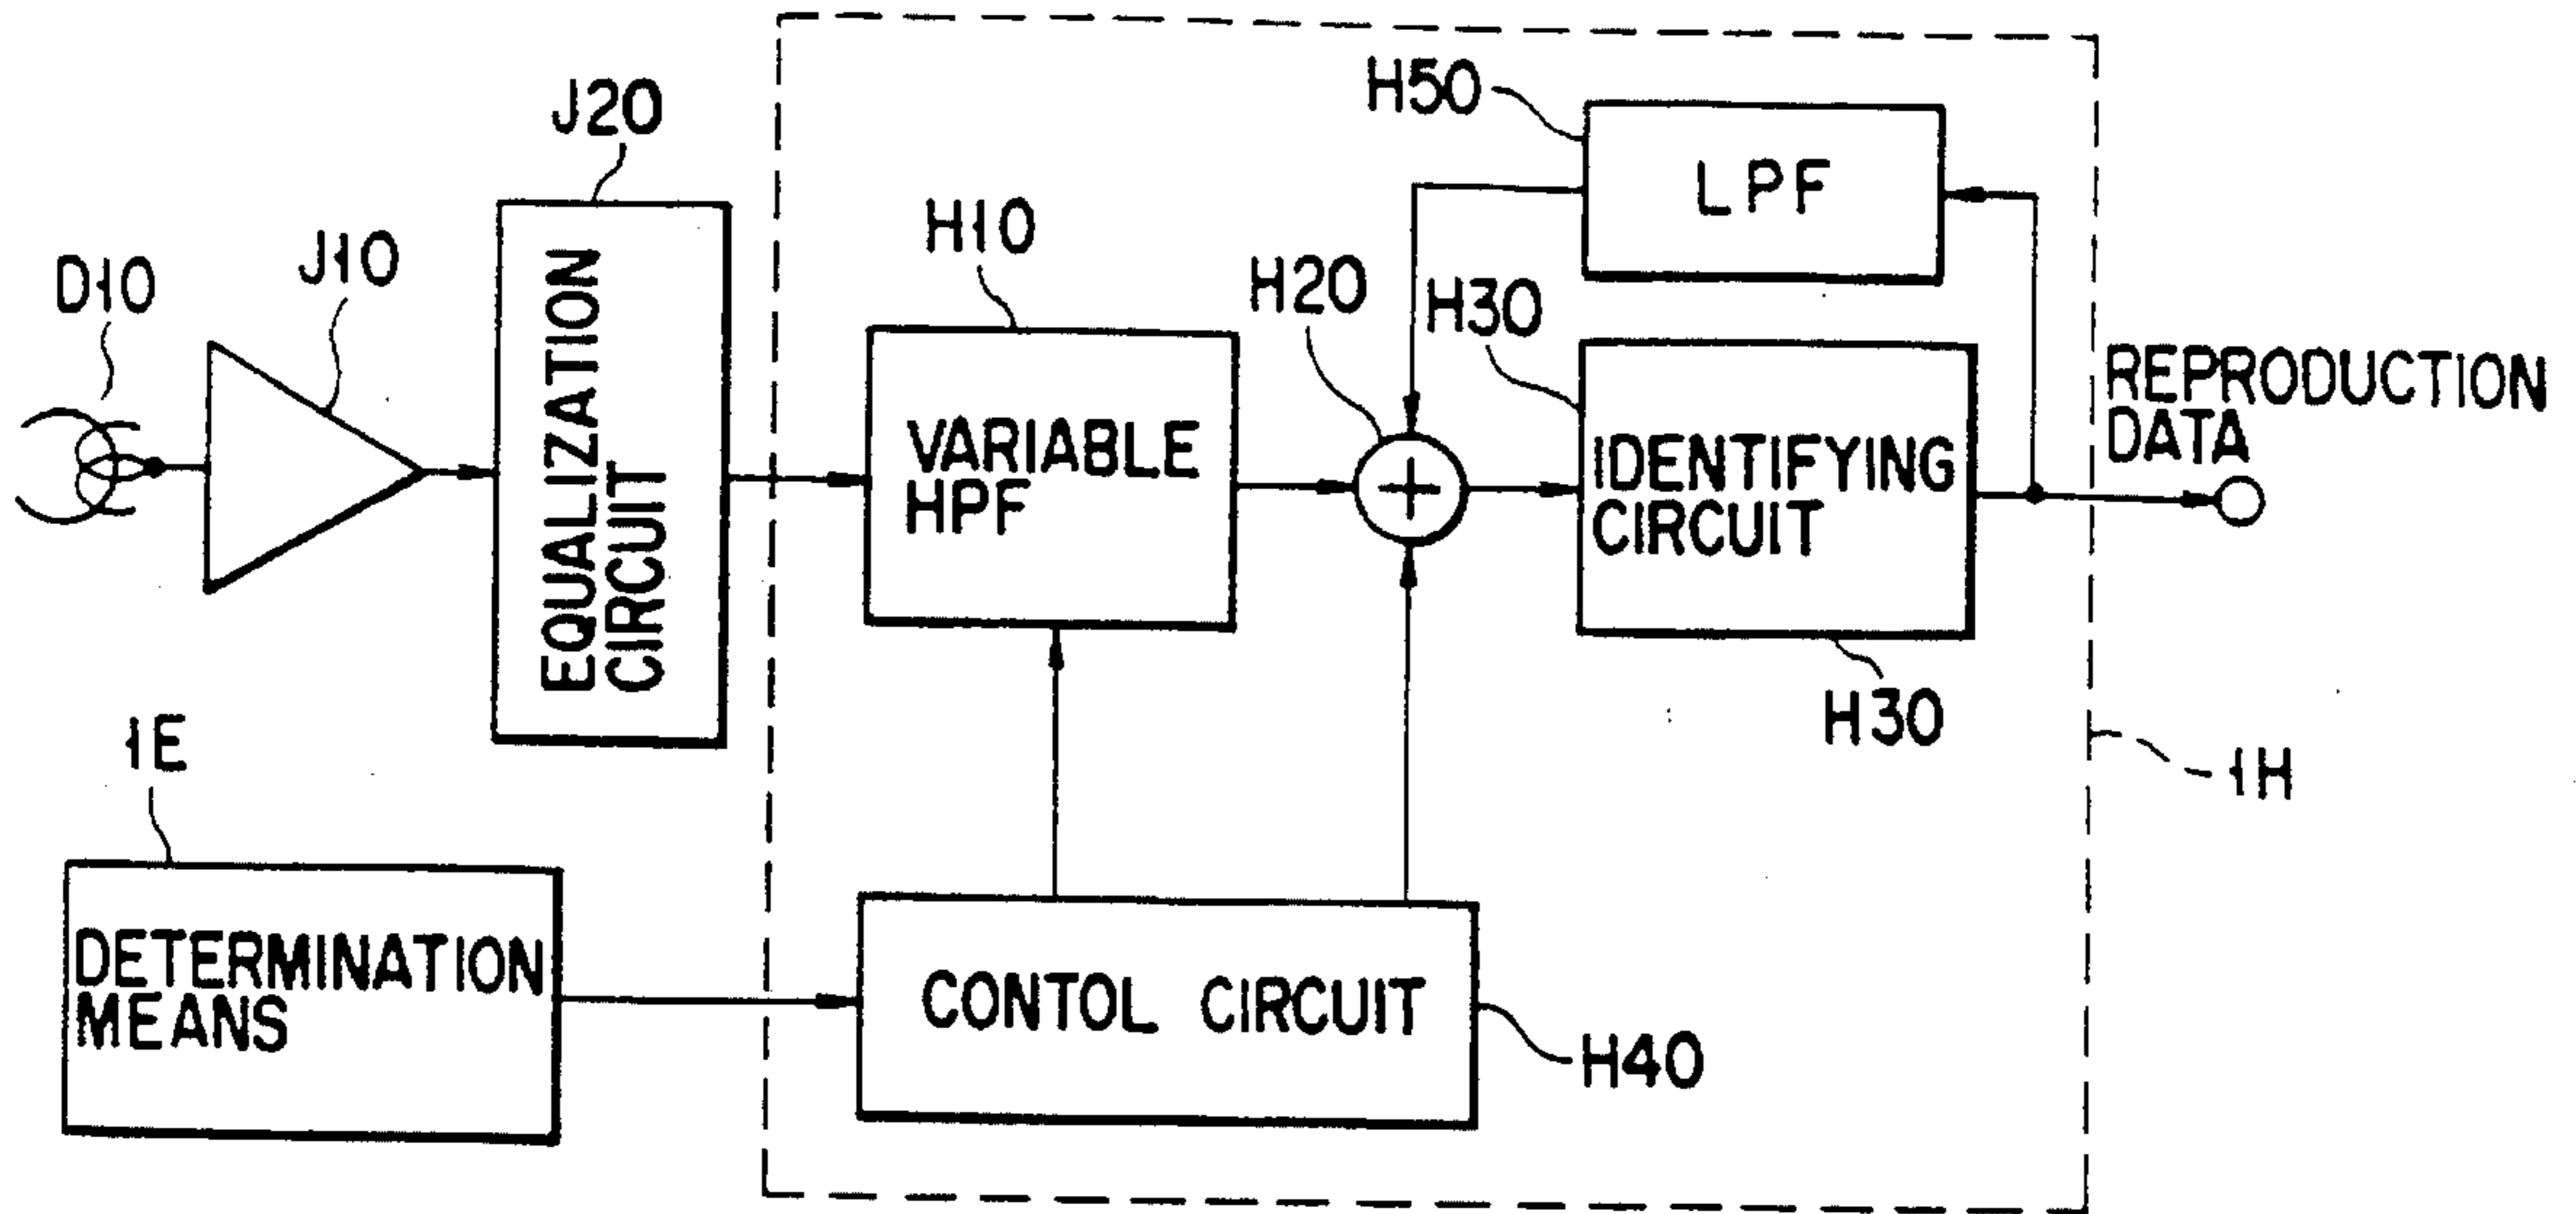 H50
J20
LPF
H10
J10
H20
D10
H30
EQUALIZATION
CIRCUIT
REPRODUCTION
DATA
VARIABLE
HPF
IDENTIFYING
CIRCUIT
H30
1E
1H
DETERMINATION
MEANS
CONTOL CIRCUIT
H40